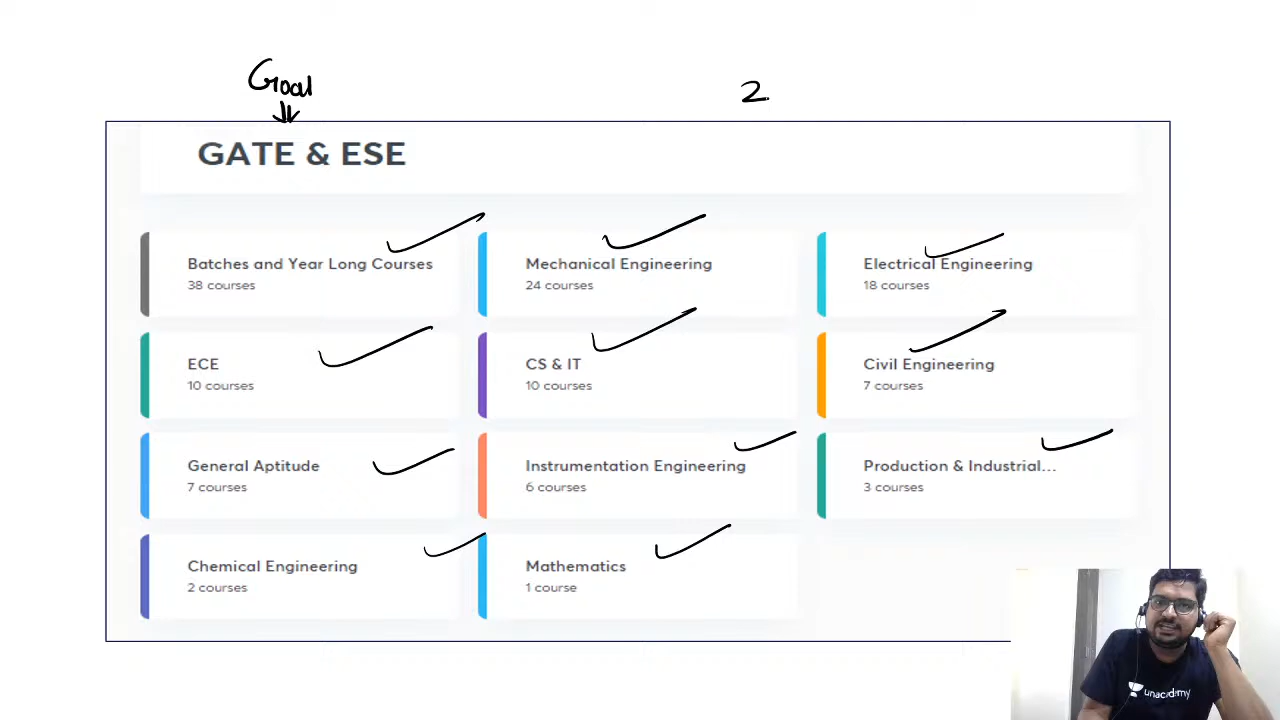 Goal
2
GATE & ESE
Batches and Year Long Courses
38 courses
Mechanical Engineering
24 courses
Electrical Engineering
18 courses
ECE
10 courses
CS & IT
10 courses
Civil Engineering
7 courses
General Aptitude
7 courses
Instrumentation Engineering
6 courses
Production & Industrial...
3 courses
Chemical Engineering
2 courses
Mathematics
1 course
unacademy